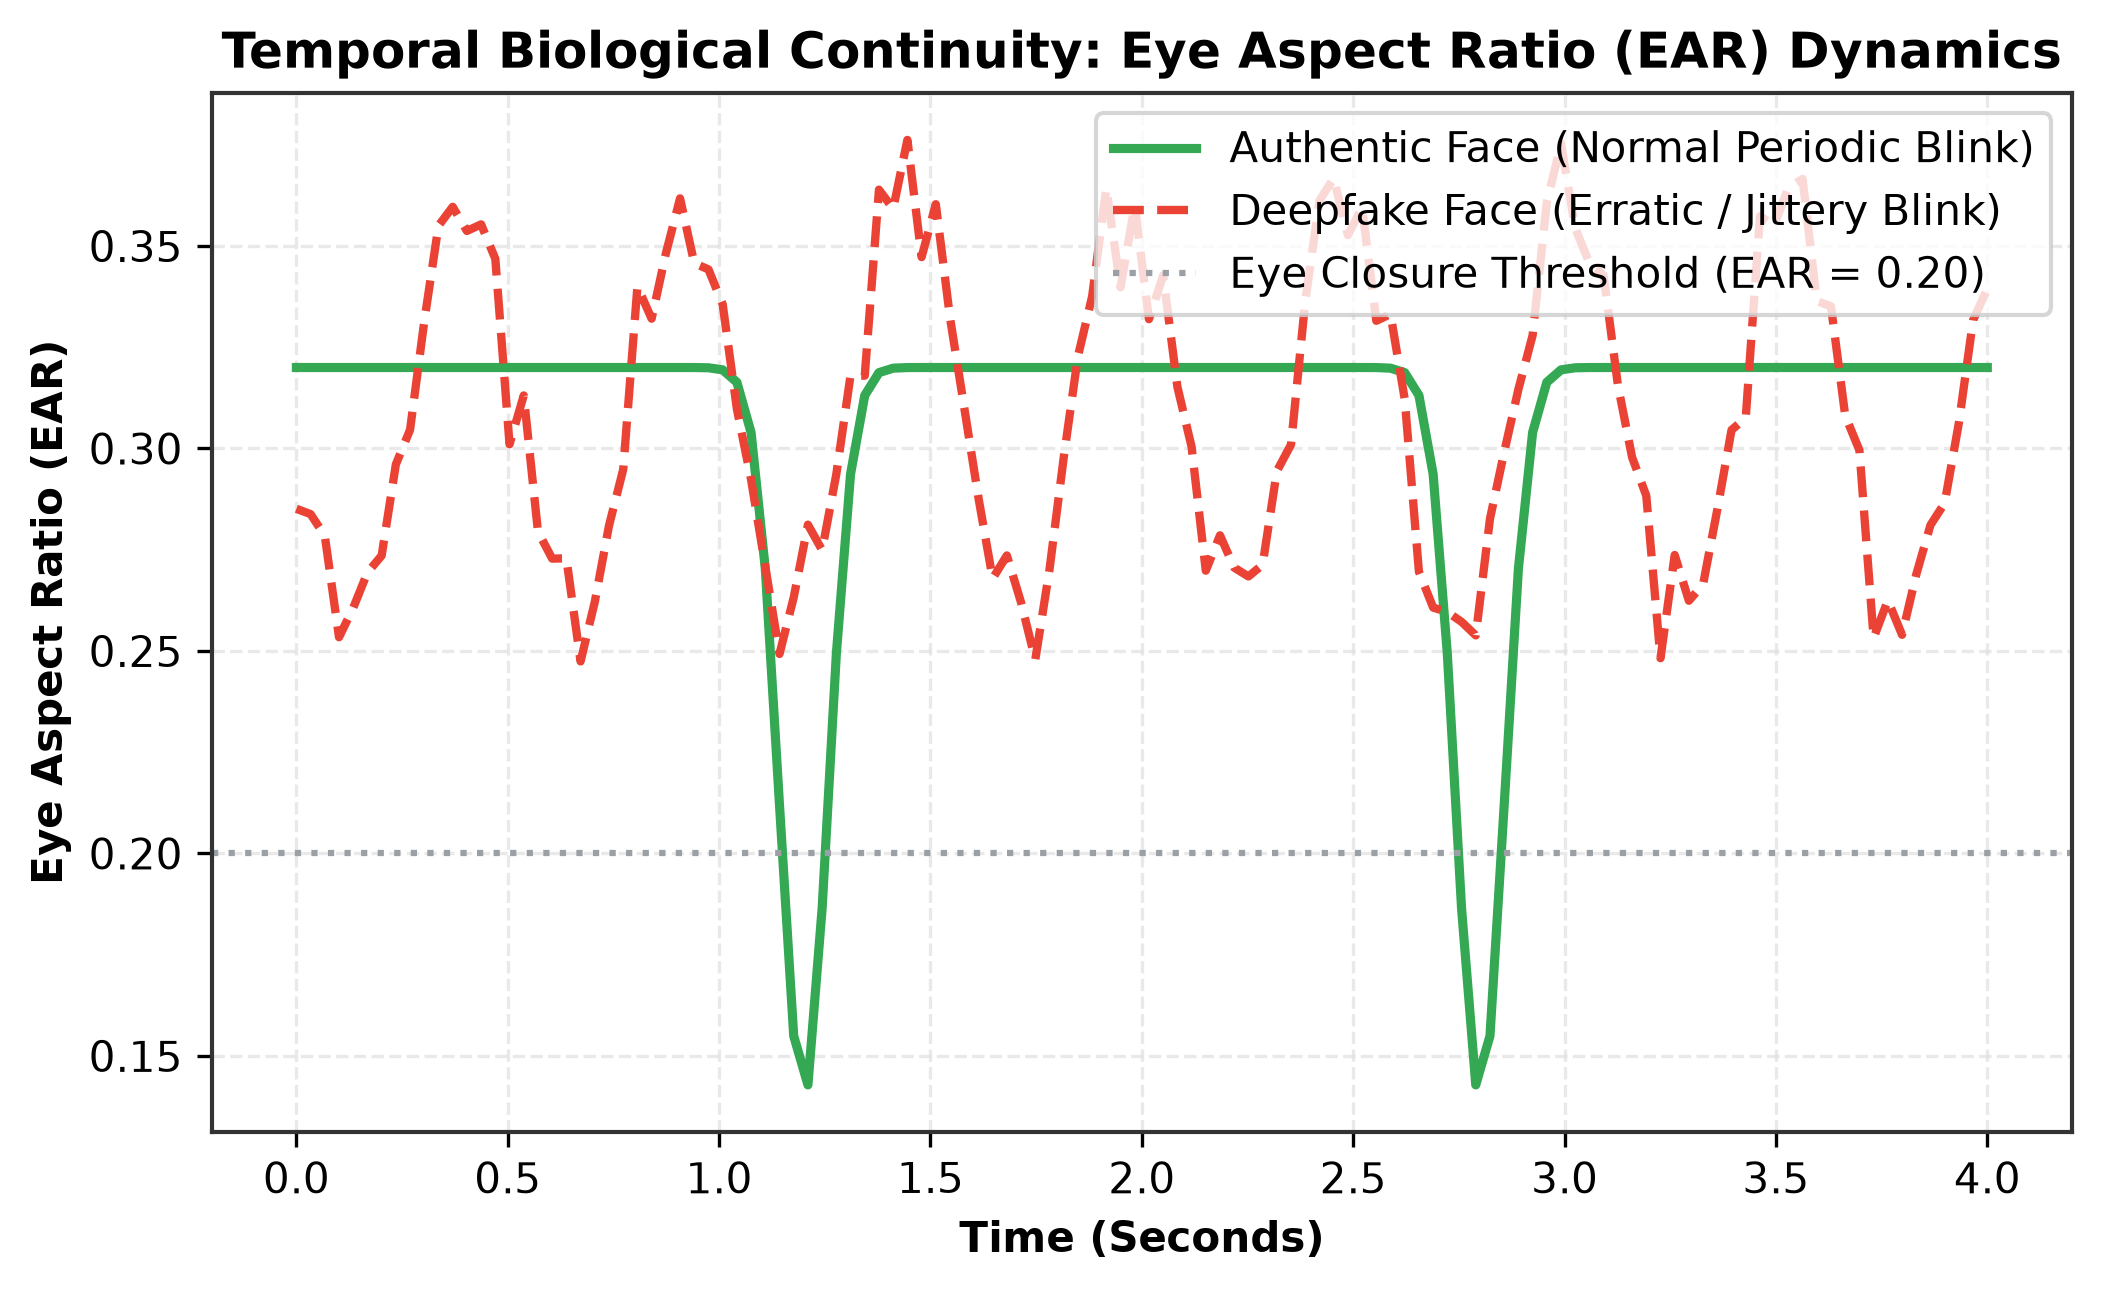 Temporal Biological Continuity: Eye Aspect Ratio (EAR) Dynamics
Authentic Face (Normal Periodic Blink)
Deepfake Face (Erratic / Jittery Blink)
Eye Closure Threshold (EAR = 0.20)
Eye Aspect Ratio (EAR)
0.35
0.30
0.25
0.20
0.15
0.0 0.5 1.0 1.5 2.0 2.5 3.0 3.5 4.0
Time (Seconds)